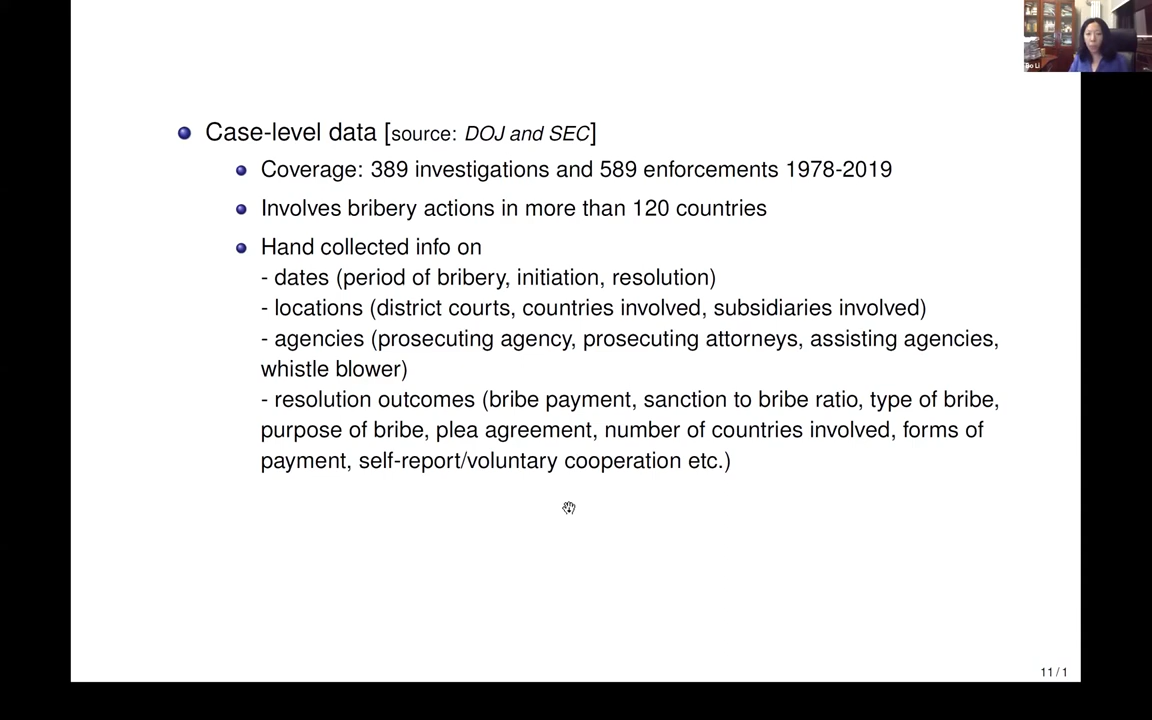 Case-level data [source: DOJ and SEC]
Coverage: 389 investigations and 589 enforcements 1978-2019
Involves bribery actions in more than 120 countries
Hand collected info on
- dates (period of bribery, initiation, resolution)
- locations (district courts, countries involved, subsidiaries involved)
- agencies (prosecuting agency, prosecuting attorneys, assisting agencies,
whistle blower)
- resolution outcomes (bribe payment, sanction to bribe ratio, type of bribe,
purpose of bribe, plea agreement, number of countries involved, forms of
payment, self-report/voluntary cooperation etc.)
Bo Li
11 / 1